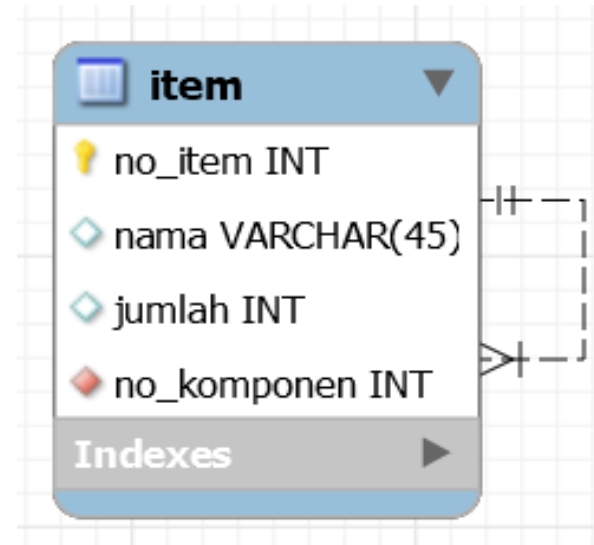 item
no_item INT
nama VARCHAR(45)
jumlah INT
no_komponen INT
Indexes